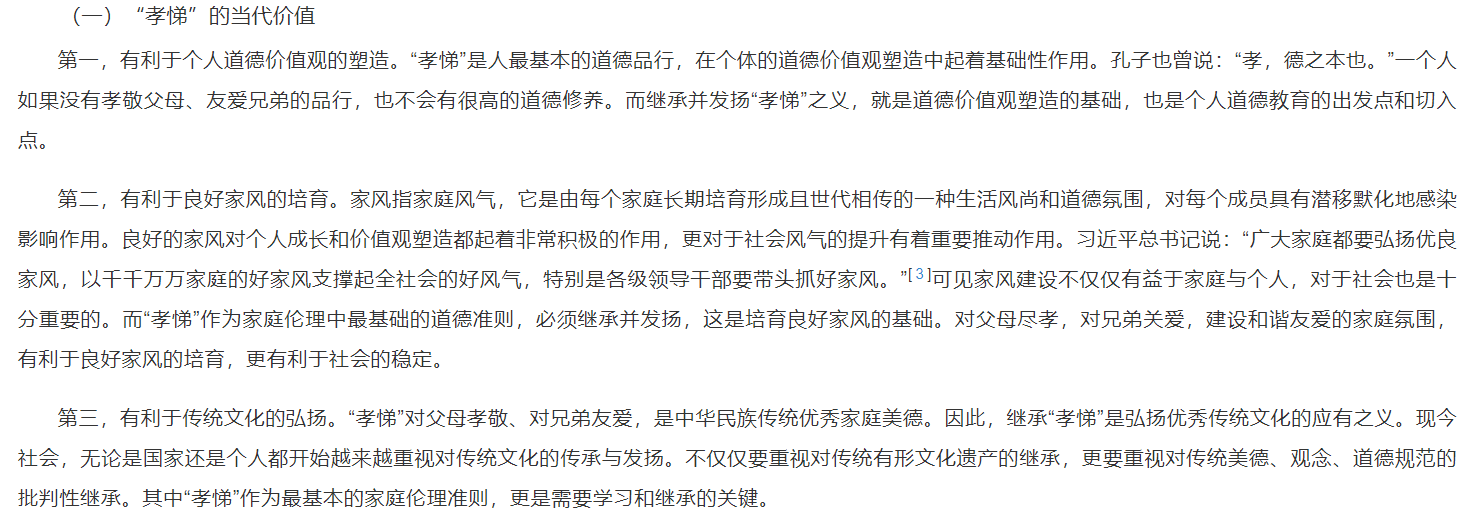 （一）“孝悌”的当代价值
第一，有利于个人道德价值观的塑造。“孝悌”是人最基本的道德品行，在个体的道德价值观塑造中起着基础性作用。孔子也曾说：“孝，德之本也。”一个人
如果没有孝敬父母、友爱兄弟的品行，也不会有很高的道德修养。而继承并发扬“孝悌”之义，就是道德价值观塑造的基础，也是个人道德教育的出发点和切入
点。
第二，有利于良好家风的培育。家风指家庭风气，它是由每个家庭长期培育形成且世代相传的一种生活风尚和道德氛围，对每个成员具有潜移默化地感染
影响作用。良好的家风对个人成长和价值观塑造都起着非常积极的作用，更对于社会风气的提升有着重要推动作用。习近平总书记说：“广大家庭都要弘扬优良
家风，以千千万万家庭的好家风支撑起全社会的好风气，特别是各级领导干部要带头抓好家风。”[3]可见家风建设不仅仅有益于家庭与个人，对于社会也是十
分重要的。而“孝悌”作为家庭伦理中最基础的道德准则，必须继承并发扬，这是培育良好家风的基础。对父母尽孝，对兄弟关爱，建设和谐友爱的家庭氛围，
有利于良好家风的培育，更有利于社会的稳定。
第三，有利于传统文化的弘扬。“孝悌”对父母孝敬、对兄弟友爱，是中华民族传统优秀家庭美德。因此，继承“孝悌”是弘扬优秀传统文化的应有之义。现今
社会，无论是国家还是个人都开始越来越重视对传统文化的传承与发扬。不仅仅要重视对传统有形文化遗产的继承，更要重视对传统美德、观念、道德规范的
批判性继承。其中“孝悌”作为最基本的家庭伦理准则，更是需要学习和继承的关键。